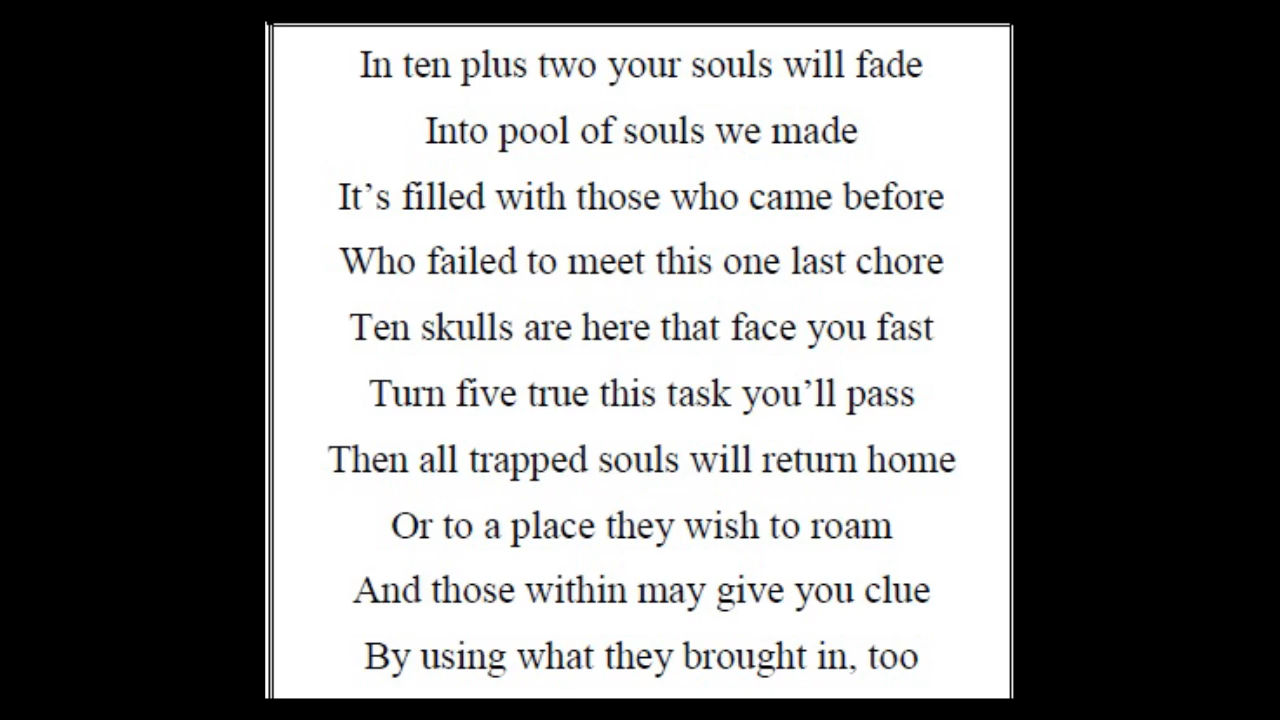 In ten plus two your souls will fade
Into pool of souls we made
It’s filled with those who came before
Who failed to meet this one last chore
Ten skulls are here that face you fast
Turn five true this task you’ll pass
Then all trapped souls will return home
Or to a place they wish to roam
And those within may give you clue
By using what they brought in, too